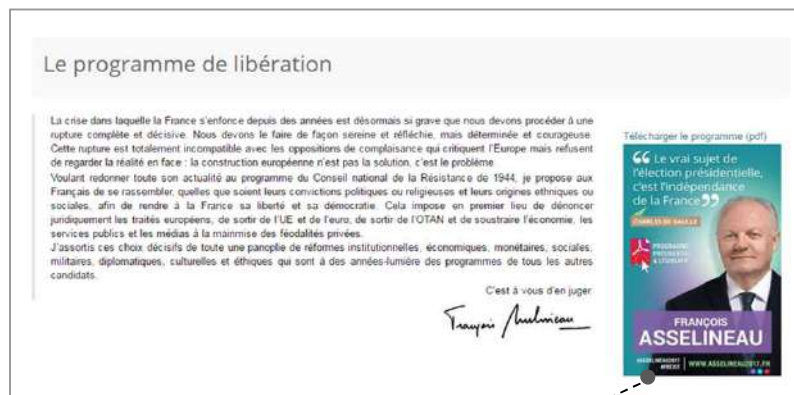 Le programme de libération
La crise dans laquelle la France s'enfonce depuis des années est désormais si grave que nous devons procéder à une
rupture complète et décisive. Nous devons le faire de façon sereine et réfléchie, mais déterminée et courageuse.
Cette rupture est totalement incompatible avec les oppositions de complaisance qui critiquent l'Europe mais refusent
de regarder la réalité en face : la construction européenne n'est pas la solution, c'est le problème.
Voulant redonner toute son actualité au programme du Conseil national de la Résistance de 1944, je propose aux
Français de se rassembler, quelles que soient leurs convictions politiques ou religieuses et leurs origines ethniques ou
sociales, afin de rendre à la France sa liberté et sa démocratie. Cela impose en premier lieu de dénoncer
juridiquement les traités européens, de sortir de l'UE et de l'euro, de sortir de l'OTAN et de soustraire l'économie, les
services publics et les médias à la mainmise des féodalités privées.
J'assortis ces choix décisifs de toute une panoplie de réformes institutionnelles, économiques, monétaires, sociales,
militaires, diplomatiques, culturelles et éthiques qui sont à des années-lumière des programmes de tous les autres
candidats.
C'est à vous d'en juger.
François Asselineau
Télécharger le programme (pdf)
“ Le vrai sujet de
l'élection présidentielle,
c'est l'indépendance
de la France ”
CHARLES DE GAULLE
FRANÇOIS
ASSELINEAU
WWW.ASSELINEAU2017.FR